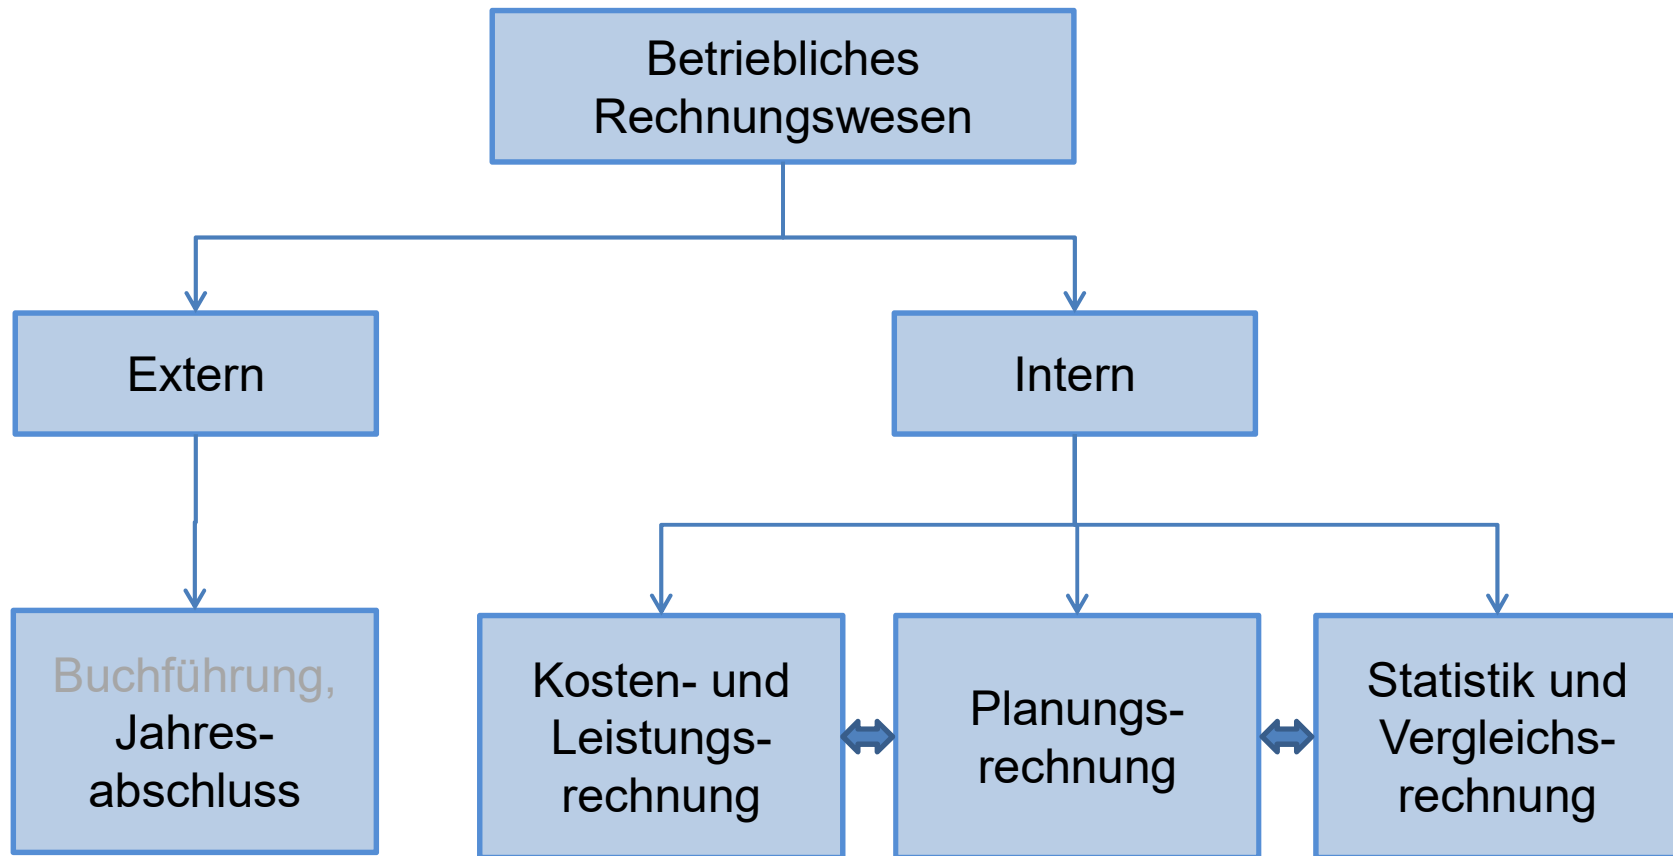 Betriebliches
Rechnungswesen
Extern
Intern
Buchführung,
Jahres-
abschluss
Kosten- und
Leistungs-
rechnung
Planungs-
rechnung
Statistik und
Vergleichs-
rechnung